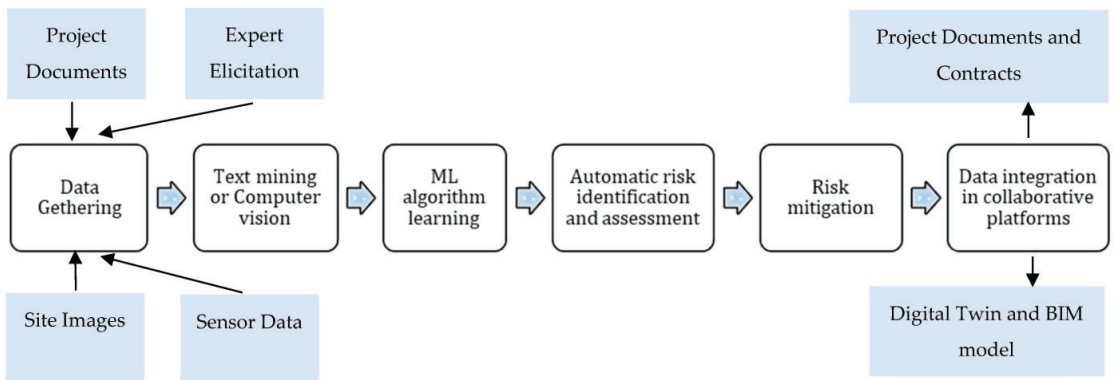 Project
Documents
Expert
Elicitation
Project Documents and
Contracts
Data
Gethering
Text mining
or Computer
vision
ML
algorithm
learning
Automatic risk
identification
and assessment
Risk
mitigation
Data integration
in collaborative
platforms
Site Images
Sensor Data
Digital Twin and BIM
model